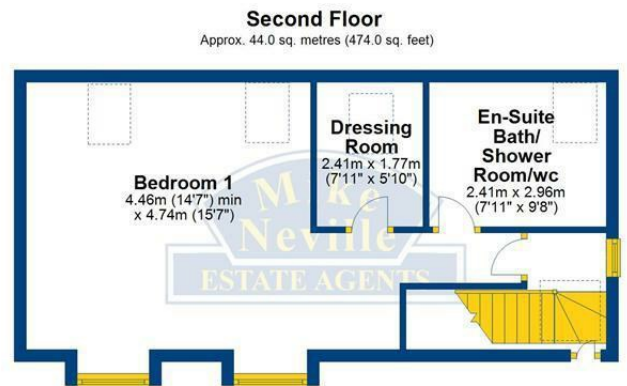 Second Floor
Approx. 44.0 sq. metres (474.0 sq. feet)
Bedroom 1
4.46m (14'7") min
x 4.74m (15'7")
Dressing
Room
2.41m x 1.77m
(7'11" x 5'10")
En-Suite
Bath/
Shower
Room/wc
2.41m x 2.96m
(7'11" x 9'8")
Mike
Neville
ESTATE AGENTS